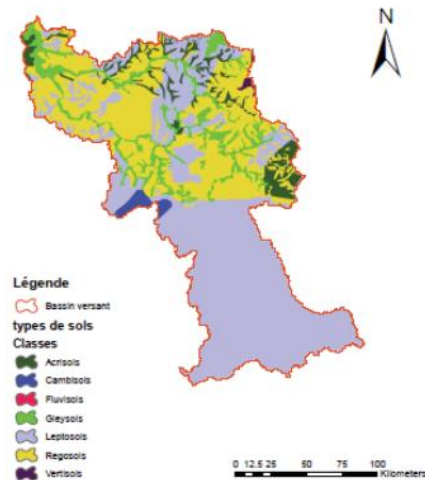 N
Légende
Bassin versant
types de sols
Classes
Acrisols
Cambisols
Fluvisols
Gleysols
Leptosols
Regosols
Vertisols
0 12.5 25 50 75 100
Kilometers